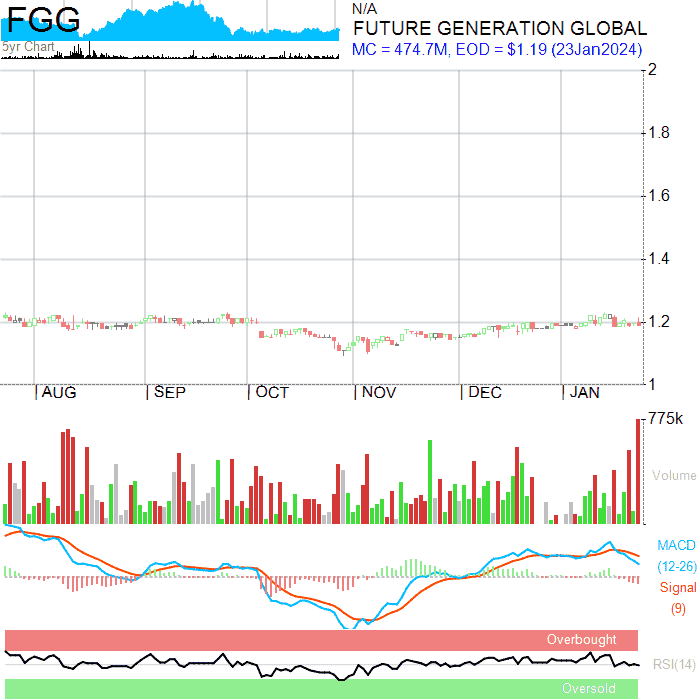 FGG
5yr Chart
N/A
FUTURE GENERATION GLOBAL
MC = 474.7M, EOD = $1.19 (23Jan2024)
2
1.8
1.6
1.4
1.2
1
AUG SEP OCT NOV DEC JAN
775k
Volume
MACD
(12-26)
Signal
(9)
Overbought
RSI(14)
Oversold